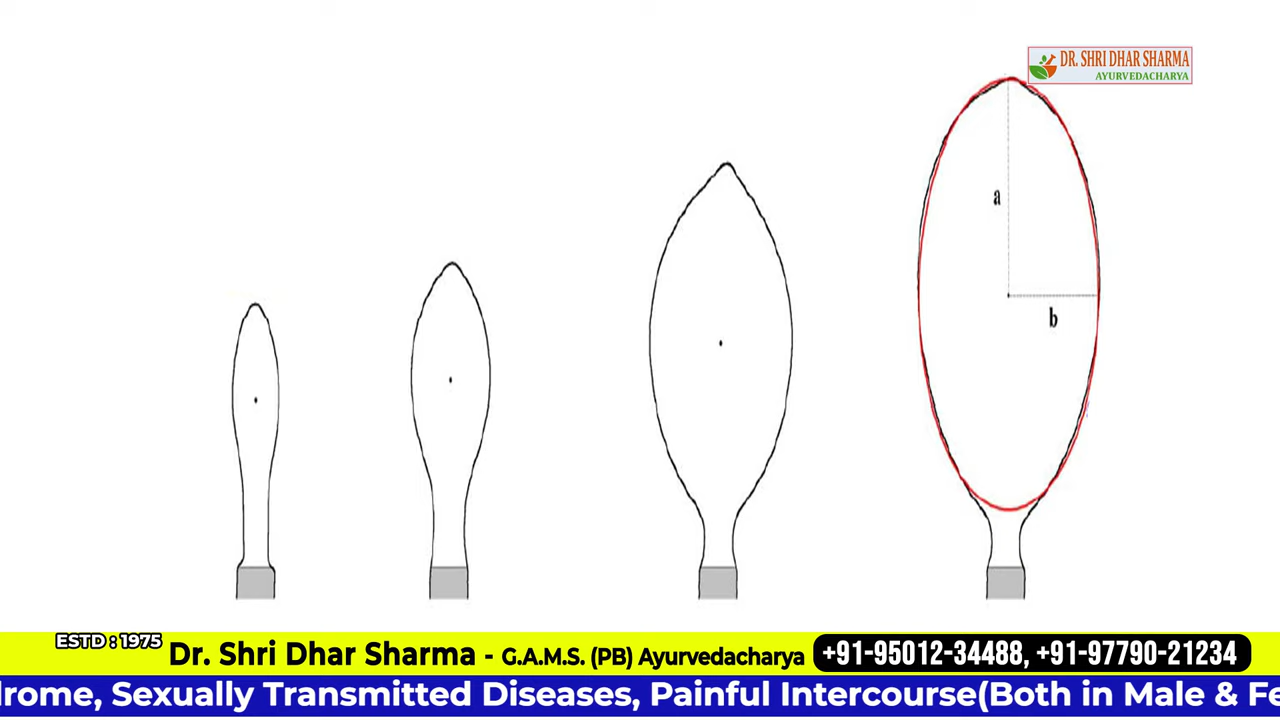 DR. SHRI DHAR SHARMA
AYURVEDACHARYA
a
b
ESTD : 1975
Dr. Shri Dhar Sharma - G.A.M.S. (PB) Ayurvedacharya
+91-95012-34488, +91-97790-21234
Sexually Transmitted Diseases, Painful Intercourse(Both in Male &